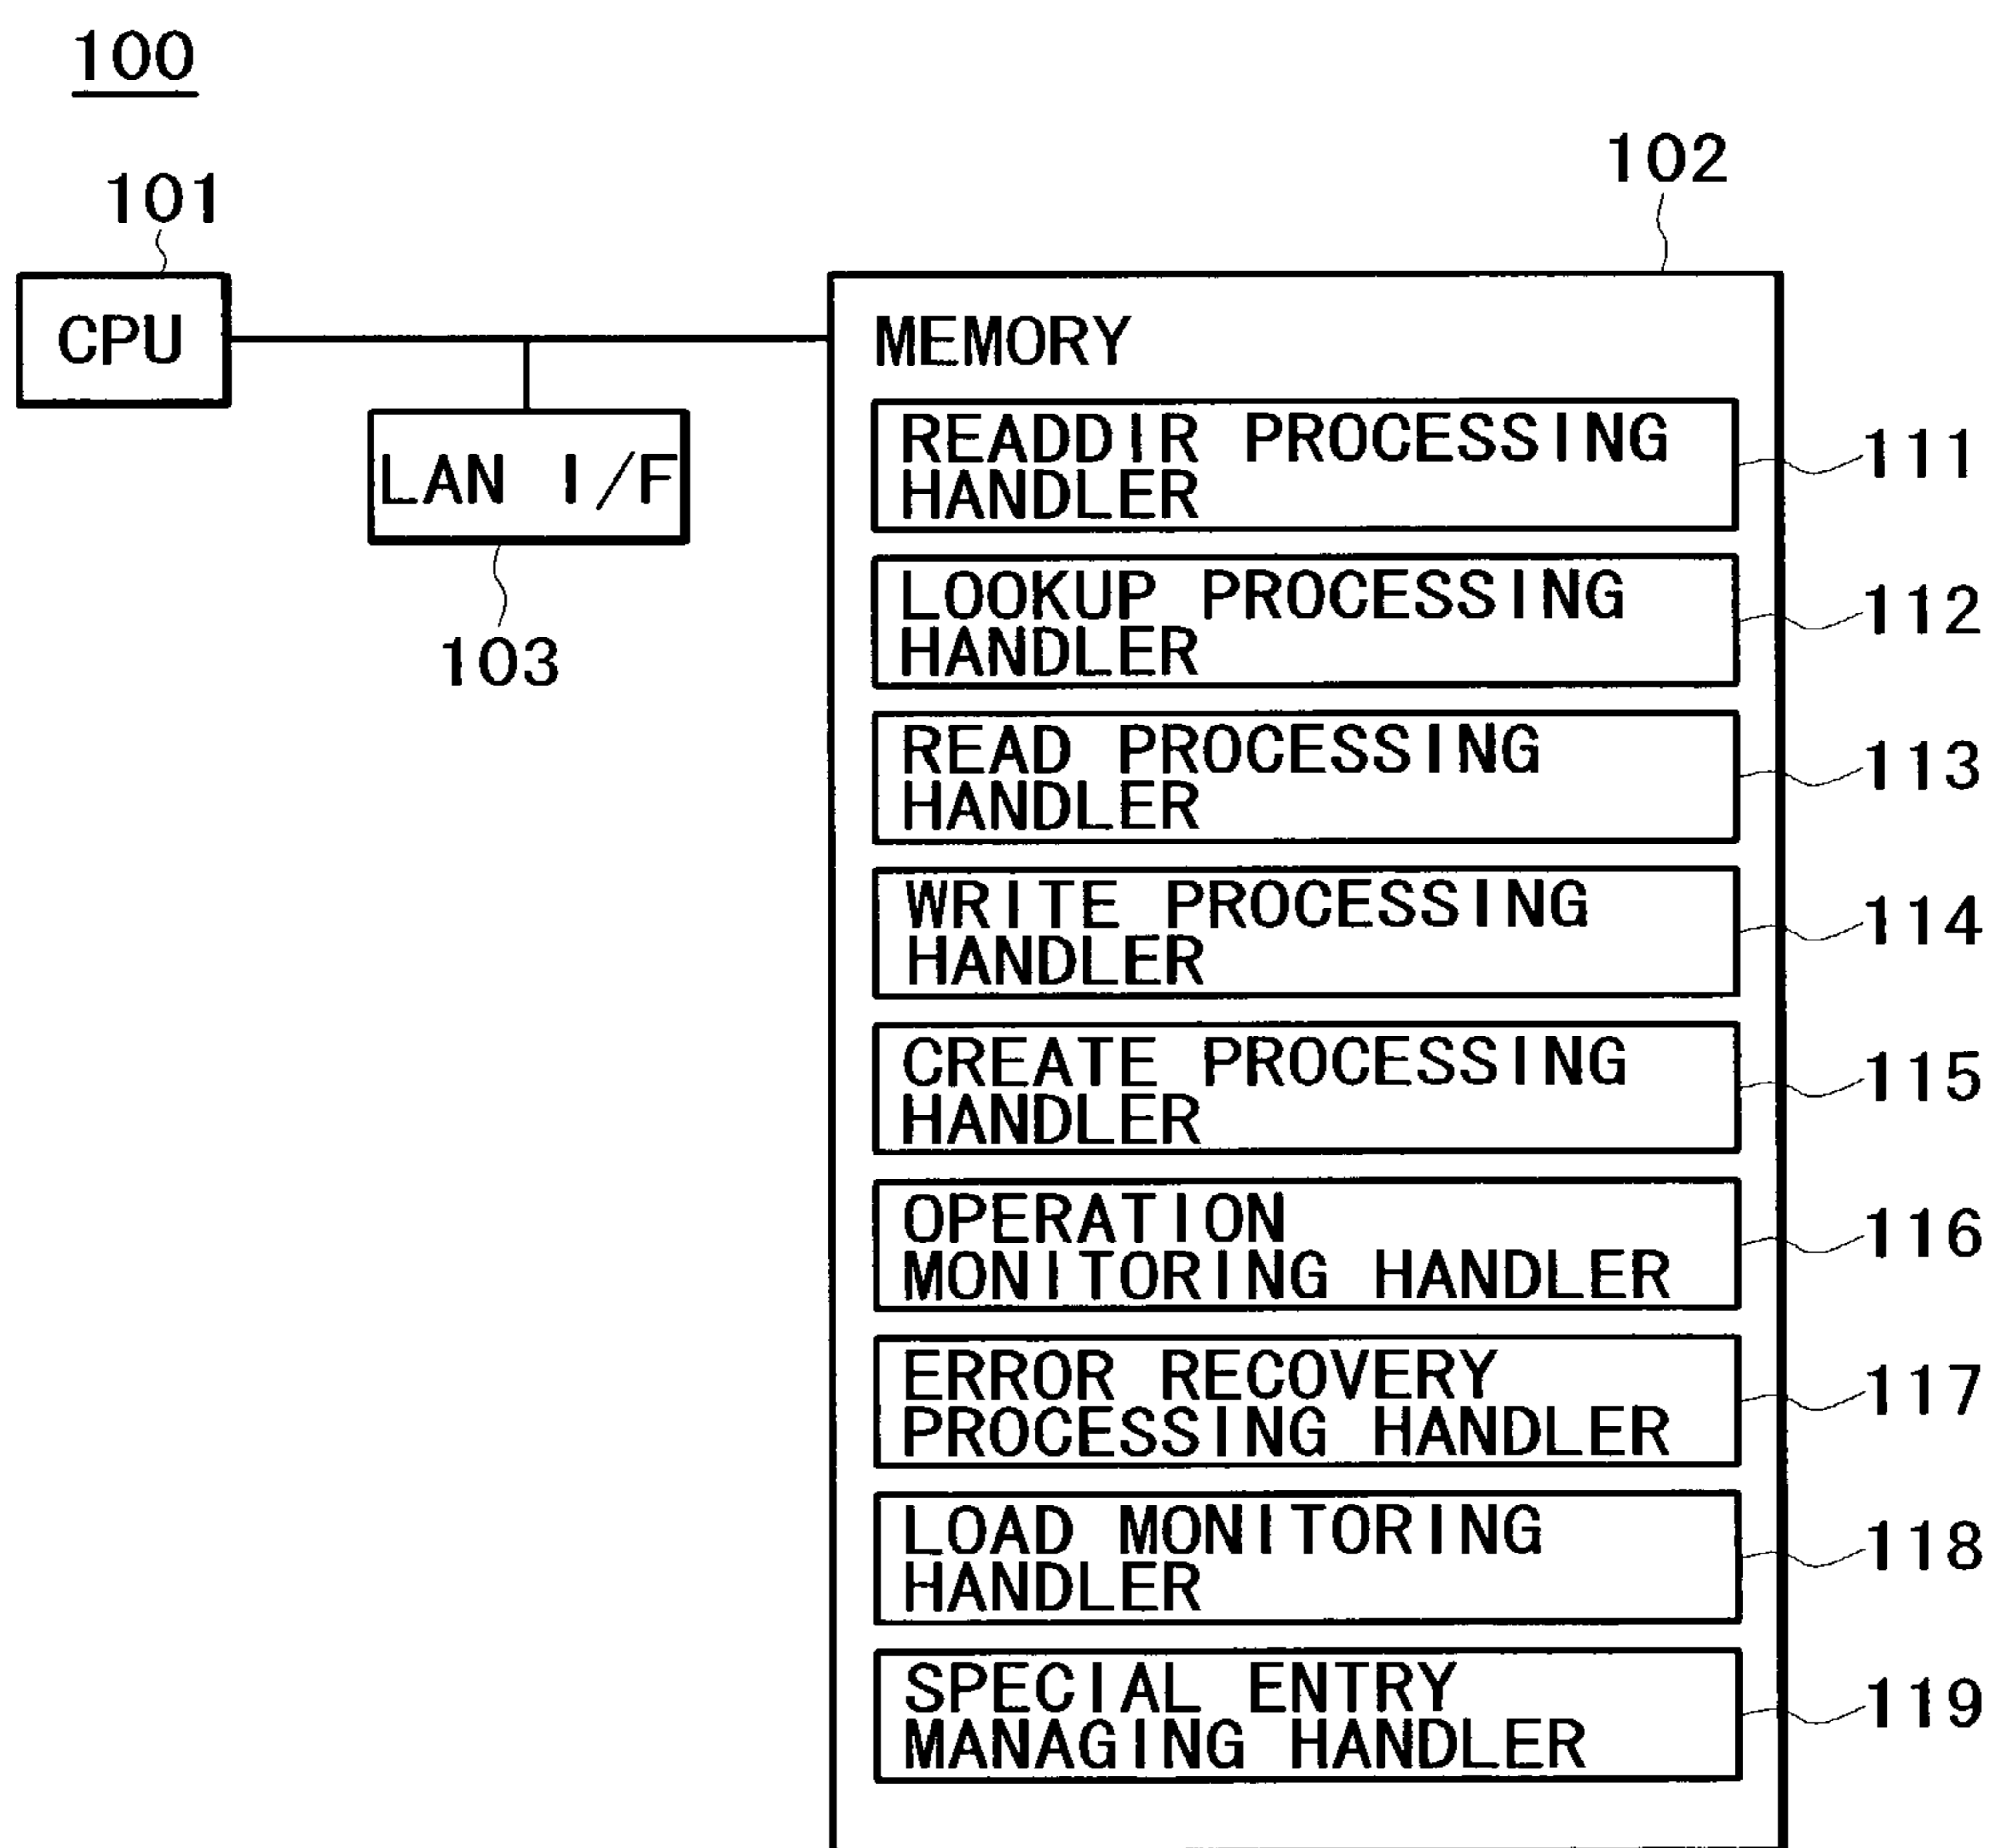 100
101
102
CPU
MEMORY
LAN I/F
103
READDIR PROCESSING
HANDLER
111
LOOKUP PROCESSING
HANDLER
112
READ PROCESSING
HANDLER
113
WRITE PROCESSING
HANDLER
114
CREATE PROCESSING
HANDLER
115
OPERATION
MONITORING HANDLER
116
ERROR RECOVERY
PROCESSING HANDLER
117
LOAD MONITORING
HANDLER
118
SPECIAL ENTRY
MANAGING HANDLER
119